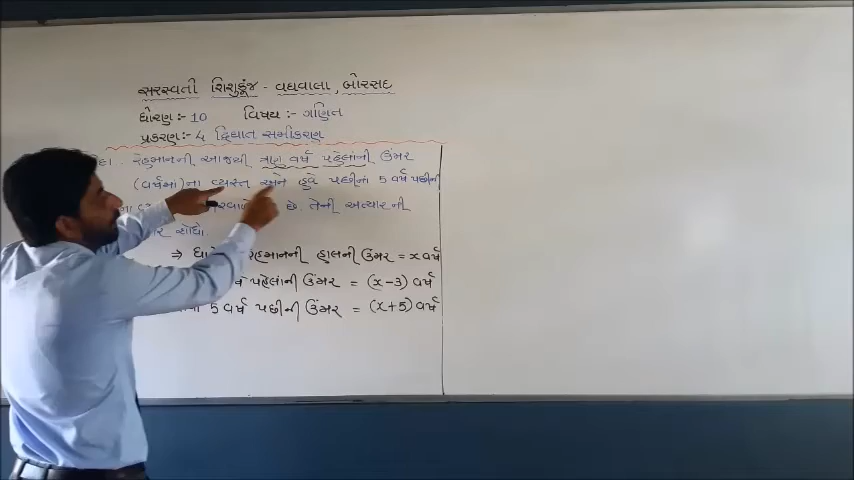 સરસ્વતી શિશુકુંજ - વઘવાલા, બોરસદ
ધોરણ :- 10 વિષય :- ગણિત
પ્રકરણ :- 4 દ્વિઘાત સમીકરણ
રહેમાનની આજથી ત્રણ વર્ષ પહેલાંની ઉંમર
(વર્ષમાં) ના વ્યસ્ત અને હવે પછીનાં 5 વર્ષ પછીની
છે. તેની અત્યારની
શોધો.
⇒ રહેમાનની હાલની ઉંમર = x વર્ષ
પહેલાંની ઉંમર = (x-3) વર્ષ
5 વર્ષ પછીની ઉંમર = (x+5) વર્ષ